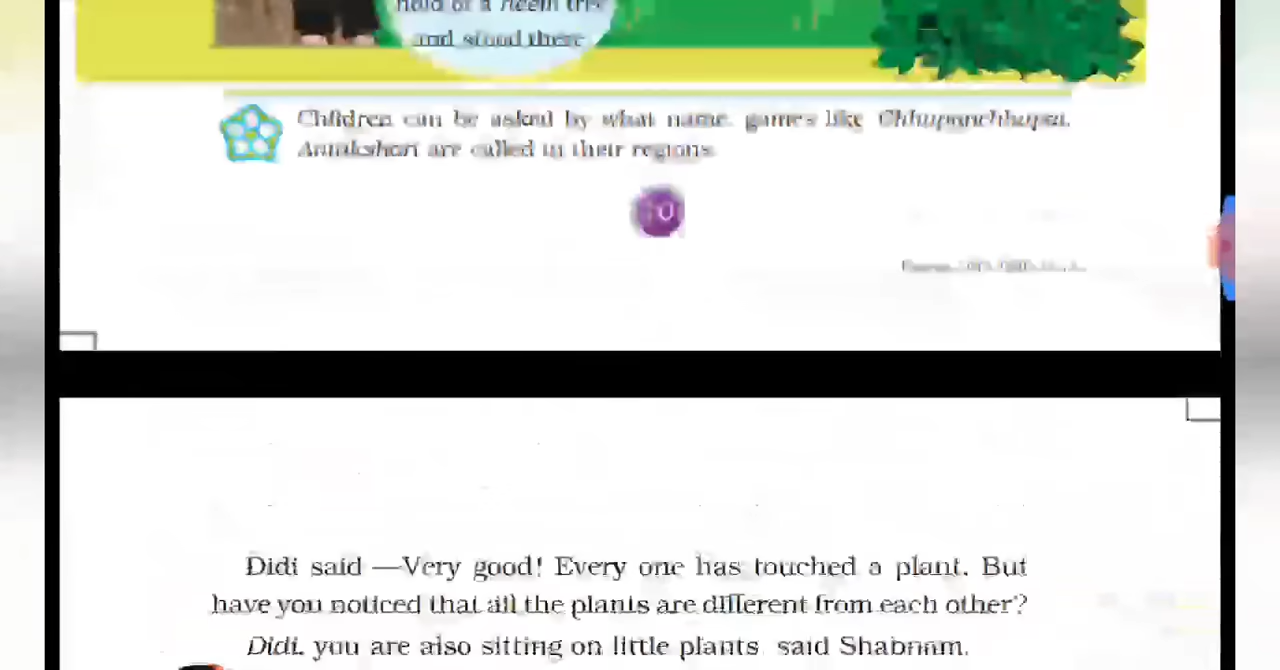 hold of a neem tree
and stood there
Children can be asked by what name, games like Chhupanchhupai,
Antakshari are called in their regions.
10
Didi said —Very good! Every one has touched a plant. But
have you noticed that all the plants are different from each other?
Didi, you are also sitting on little plants said Shabnam.